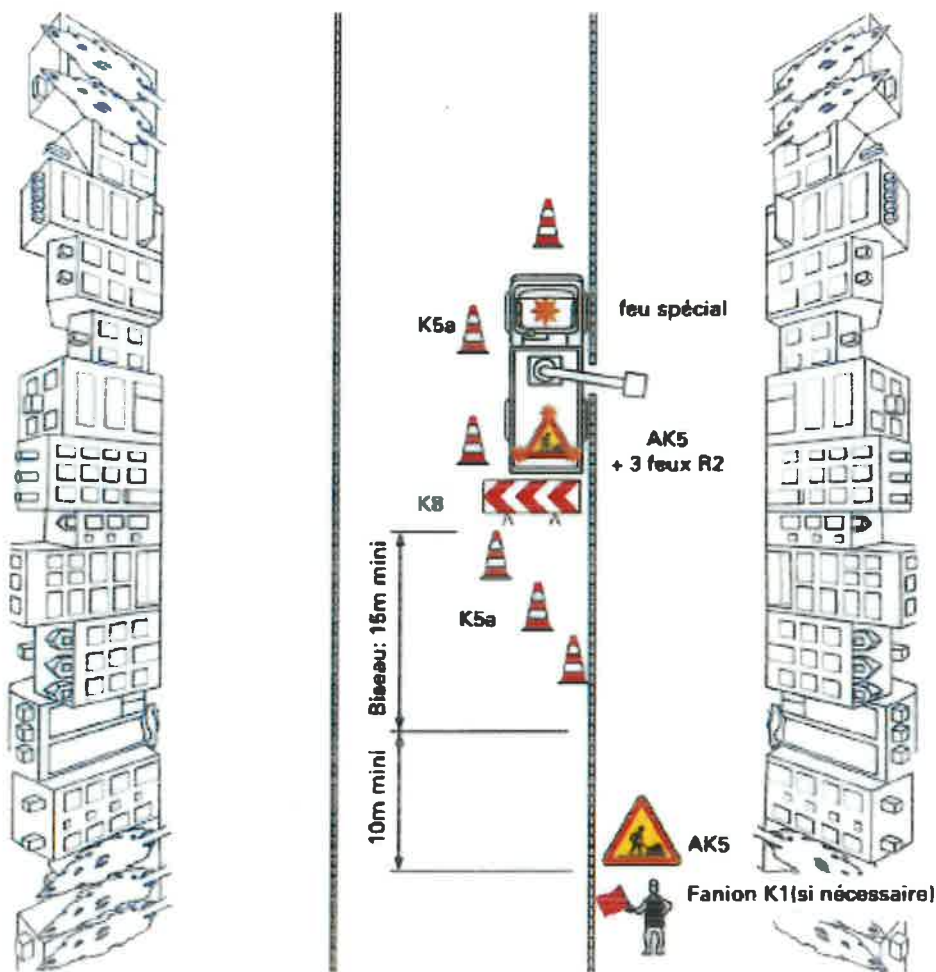 feu spécial
K5a
AK5
+ 3 feux R2
K8
Biseau: 15m mini
K5a
10m mini
AK5
Fanion K1(si nécessaire)